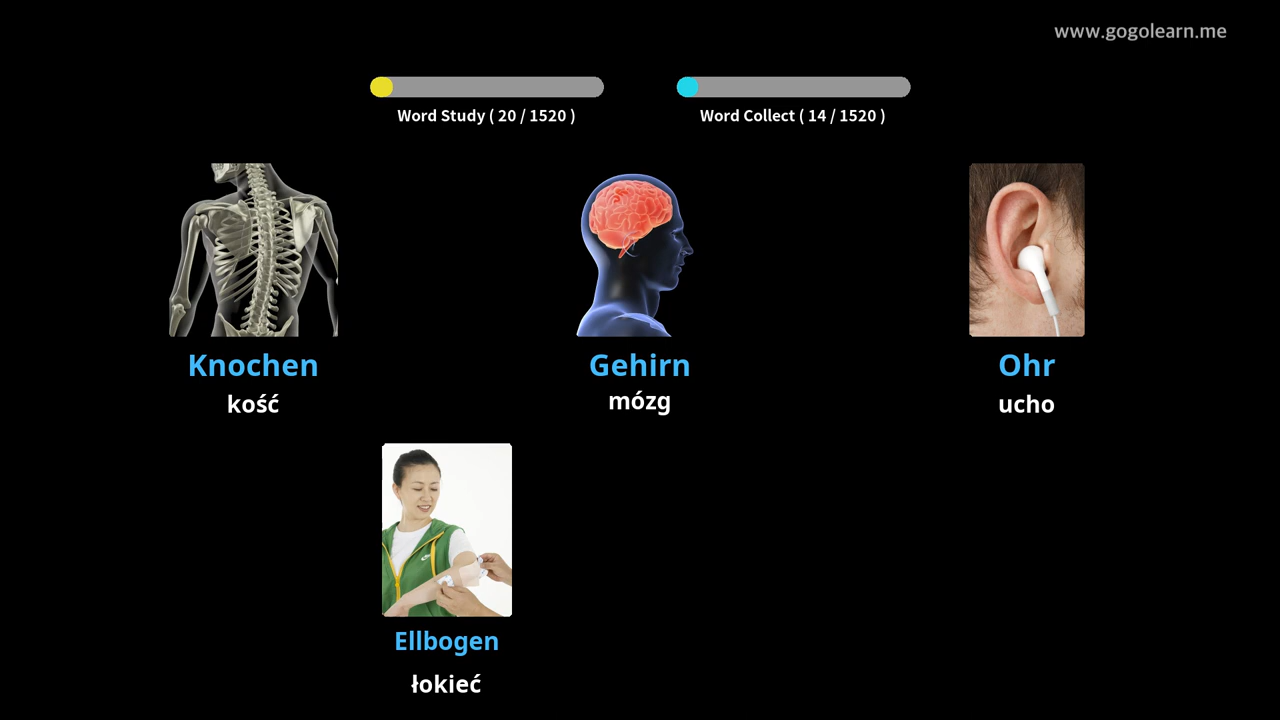 www.gogolearn.me
Word Study ( 20 / 1520 )
Word Collect ( 14 / 1520 )
Knochen
Gehirn
Ohr
kość
mózg
ucho
Ellbogen
łokieć